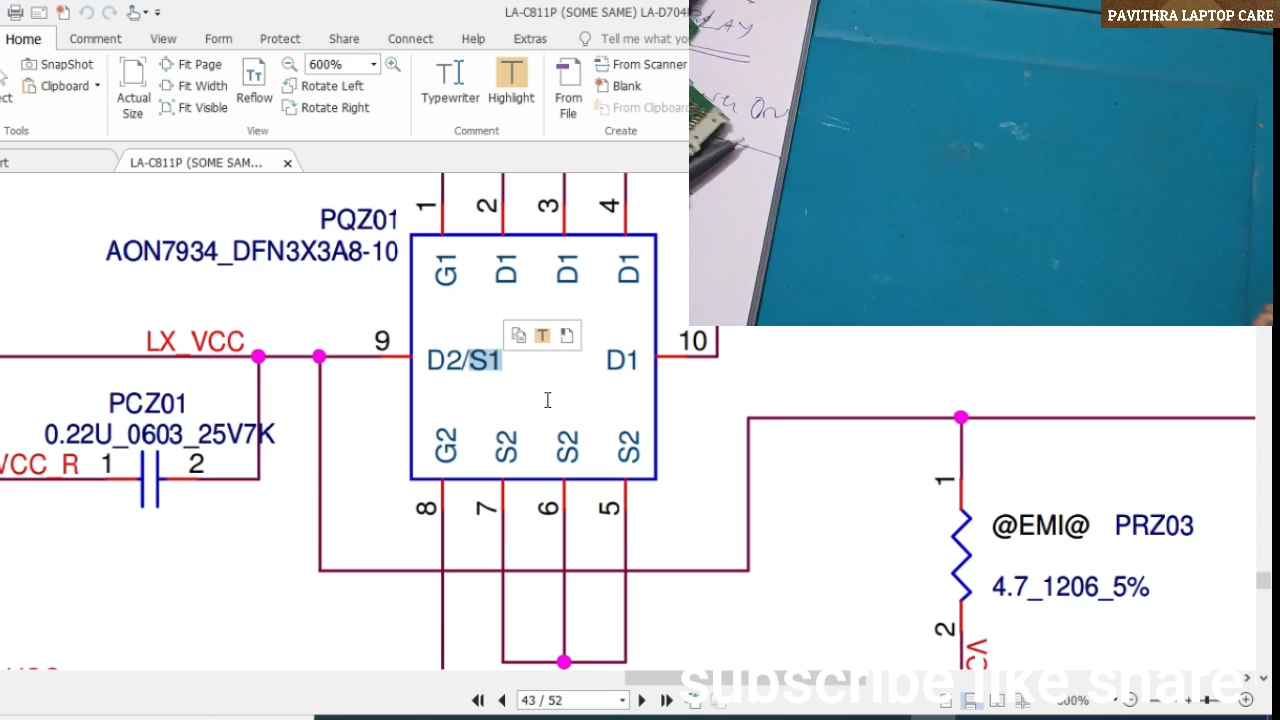 LA-C811P (SOME SAME) LA-D704
PAVITHRA LAPTOP CARE
Home Comment View Form Protect Share Connect Help Extras Tell me what yo
SnapShot
Clipboard
Tools
Actual Size
Fit Page
Fit Width
Fit Visible
Reflow
600%
Rotate Left
Rotate Right
View
Typewriter Highlight
Comment
From File
From Scanner
Blank
From Clipboard
Create
LA-C811P (SOME SAM...
PQZ01
AON7934_DFN3X3A8-10
1 2 3 4
G1 D1 D1 D1
LX_VCC
9
D2/S1
D1
10
PCZ01
0.22U_0603_25V7K
VCC_R 1 2
G2 S2 S2 S2
8 7 6 5
1
@EMI@ PRZ03
4.7_1206_5%
2
43 / 52
subscribe like share
600%